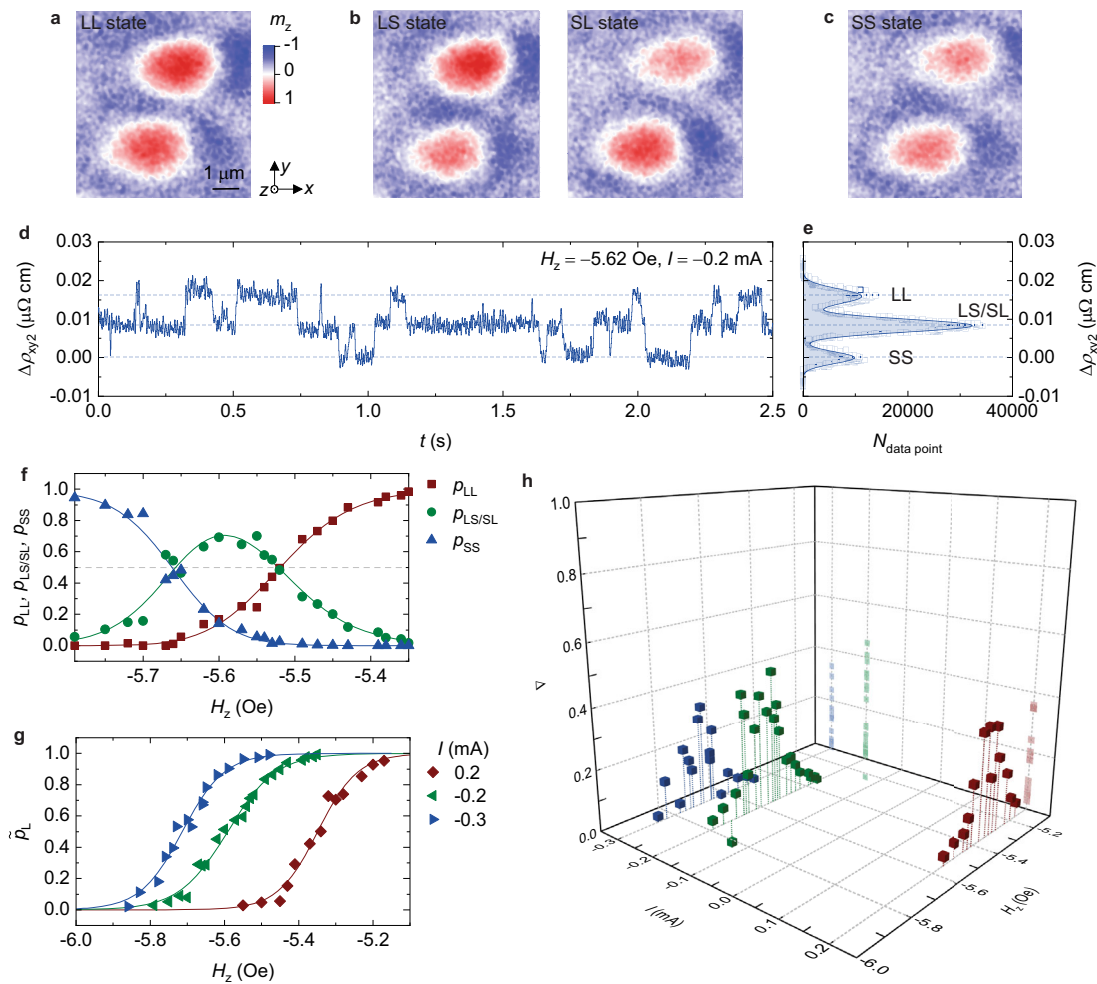 a
LL state
m_z
-1
0
1
1 μm
y
z
x
b
LS state
SL state
c
SS state
d
0.03
0.02
0.01
0.00
-0.01
Δρ_xy2 (μΩ cm)
H_z = −5.62 Oe, I = −0.2 mA
0.0
0.5
1.0
1.5
2.0
2.5
t (s)
e
LL
LS/SL
SS
0.03
0.02
0.01
0.00
-0.01
Δρ_xy2 (μΩ cm)
0
20000
40000
N_data point
f
1.0
0.8
0.6
0.4
0.2
0.0
p_LL, p_LS/SL, p_SS
-5.7
-5.6
-5.5
-5.4
H_z (Oe)
p_LL
p_LS/SL
p_SS
g
1.0
0.8
0.6
0.4
0.2
0.0
p̃_L
-6.0
-5.8
-5.6
-5.4
-5.2
H_z (Oe)
I (mA)
0.2
-0.2
-0.3
h
1.0
0.8
0.6
0.4
0.2
0.0
Δ
-0.3
-0.2
-0.1
0.0
0.1
0.2
I (mA)
-6.0
-5.8
-5.6
-5.4
-5.2
H_z (Oe)